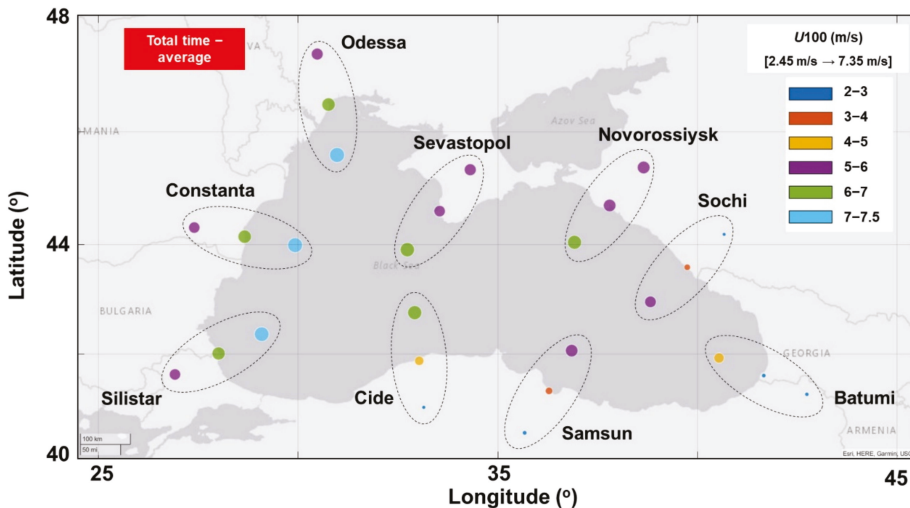 48
Total time –
average
Odessa
U100 (m/s)
[2.45 m/s → 7.35 m/s]
2–3
3–4
4–5
5–6
6–7
7–7.5
Azov Sea
MANIA
Sevastopol
Novorossiysk
Constanta
Sochi
44
Black Sea
BULGARIA
GEORGIA
Silistar
Cide
Samsun
Batumi
ARMENIA
100 km
50 mi
Esri, HERE, Garmin, USG
40
25
35
45
Longitude (o)
Latitude (o)